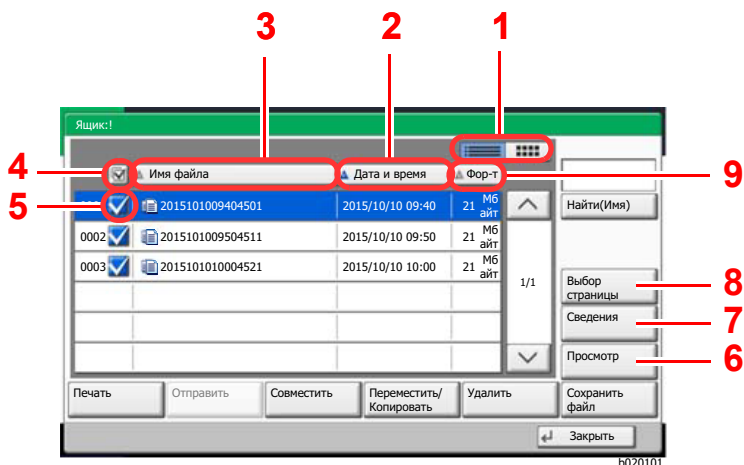 3 2 1
Ящик:!
4 Имя файла Дата и время Фор-т 9
5 2015101009404501 2015/10/10 09:40 21 Мб Найти(Имя)
айт
0002 2015101009504511 2015/10/10 09:50 21 Мб
айт
0003 2015101010004521 2015/10/10 10:00 21 Мб
айт
1/1
Выбор 8
страницы
Сведения 7
Просмотр 6
Печать Отправить Совместить Переместить/ Удалить Сохранить
Копировать файл
Закрыть
b020101